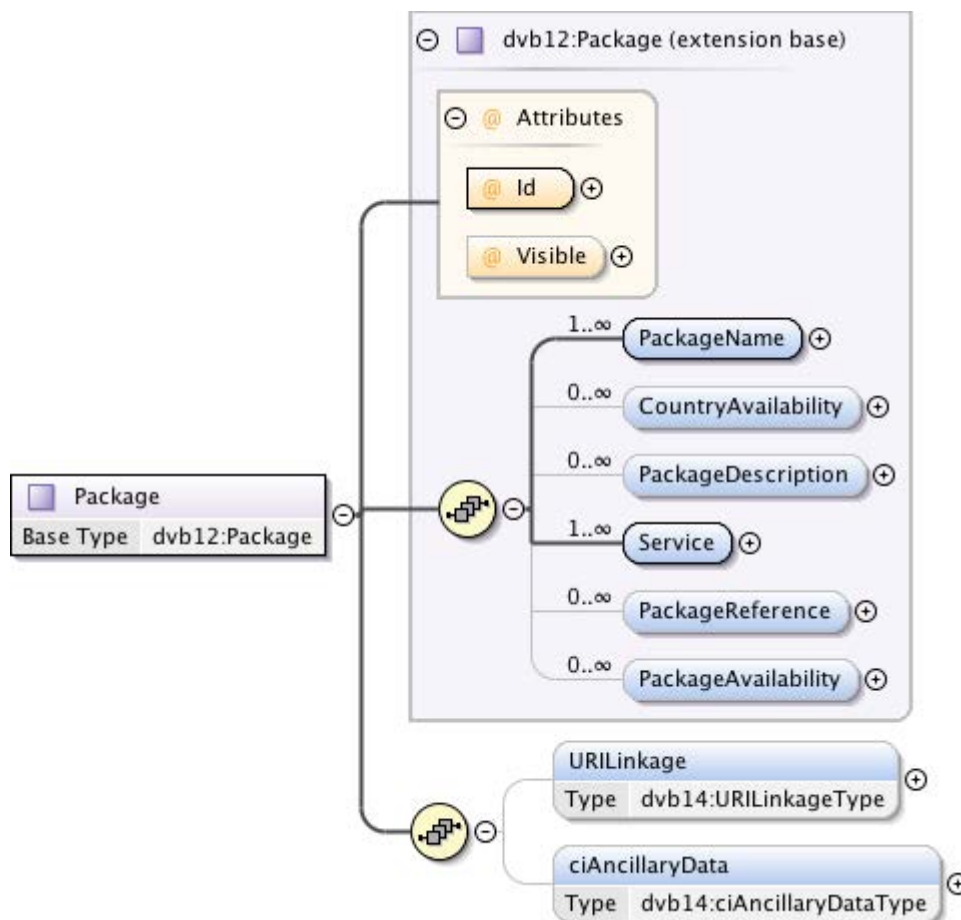 dvb12:Package (extension base)
@ Attributes
@ Id
@ Visible
1..∞
PackageName
0..∞
CountryAvailability
0..∞
PackageDescription
Package
Base Type dvb12:Package
1..∞
Service
0..∞
PackageReference
0..∞
PackageAvailability
URILinkage
Type dvb14:URILinkageType
ciAncillaryData
Type dvb14:ciAncillaryDataType